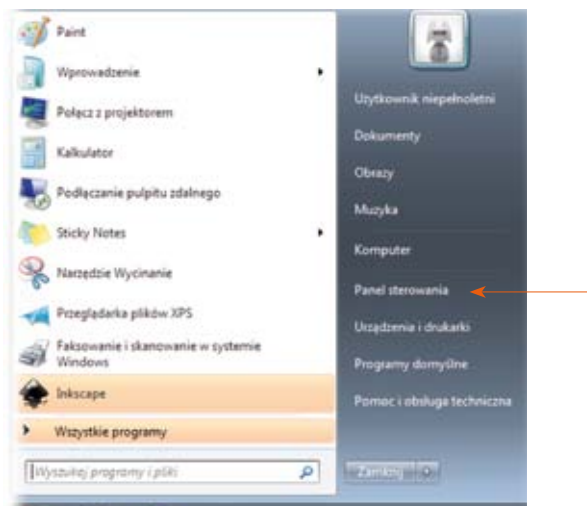 Paint
Wprowadzenie
Połącz z projektorem
Kalkulator
Podłączanie pulpitu zdalnego
Sticky Notes
Narzędzie Wycinanie
Przeglądarka plików XPS
Faksowanie i skanowanie w systemie
Windows
Inkscape
Wszystkie programy
Wyszukaj programy i pliki
Użytkownik niepełnoletni
Dokumenty
Obrazy
Muzyka
Komputer
Panel sterowania
Urządzenia i drukarki
Programy domyślne
Pomoc i obsługa techniczna
Zamknij